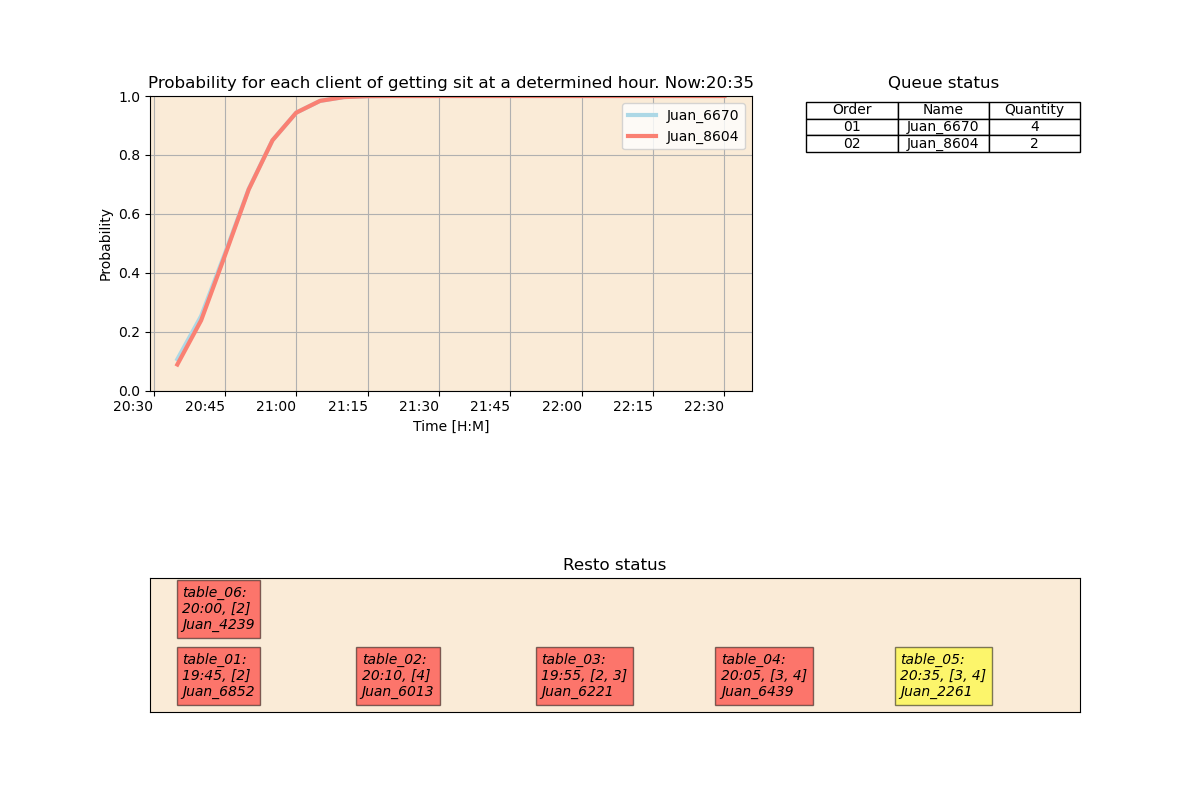 Probability for each client of getting sit at a determined hour. Now:20:35
Probability
1.0
0.8
0.6
0.4
0.2
0.0
20:30 20:45 21:00 21:15 21:30 21:45 22:00 22:15 22:30
Time [H:M]
Juan_6670
Juan_8604
Queue status
Order Name Quantity
01 Juan_6670 4
02 Juan_8604 2
Resto status
table_06:
20:00, [2]
Juan_4239
table_01:
19:45, [2]
Juan_6852
table_02:
20:10, [4]
Juan_6013
table_03:
19:55, [2, 3]
Juan_6221
table_04:
20:05, [3, 4]
Juan_6439
table_05:
20:35, [3, 4]
Juan_2261